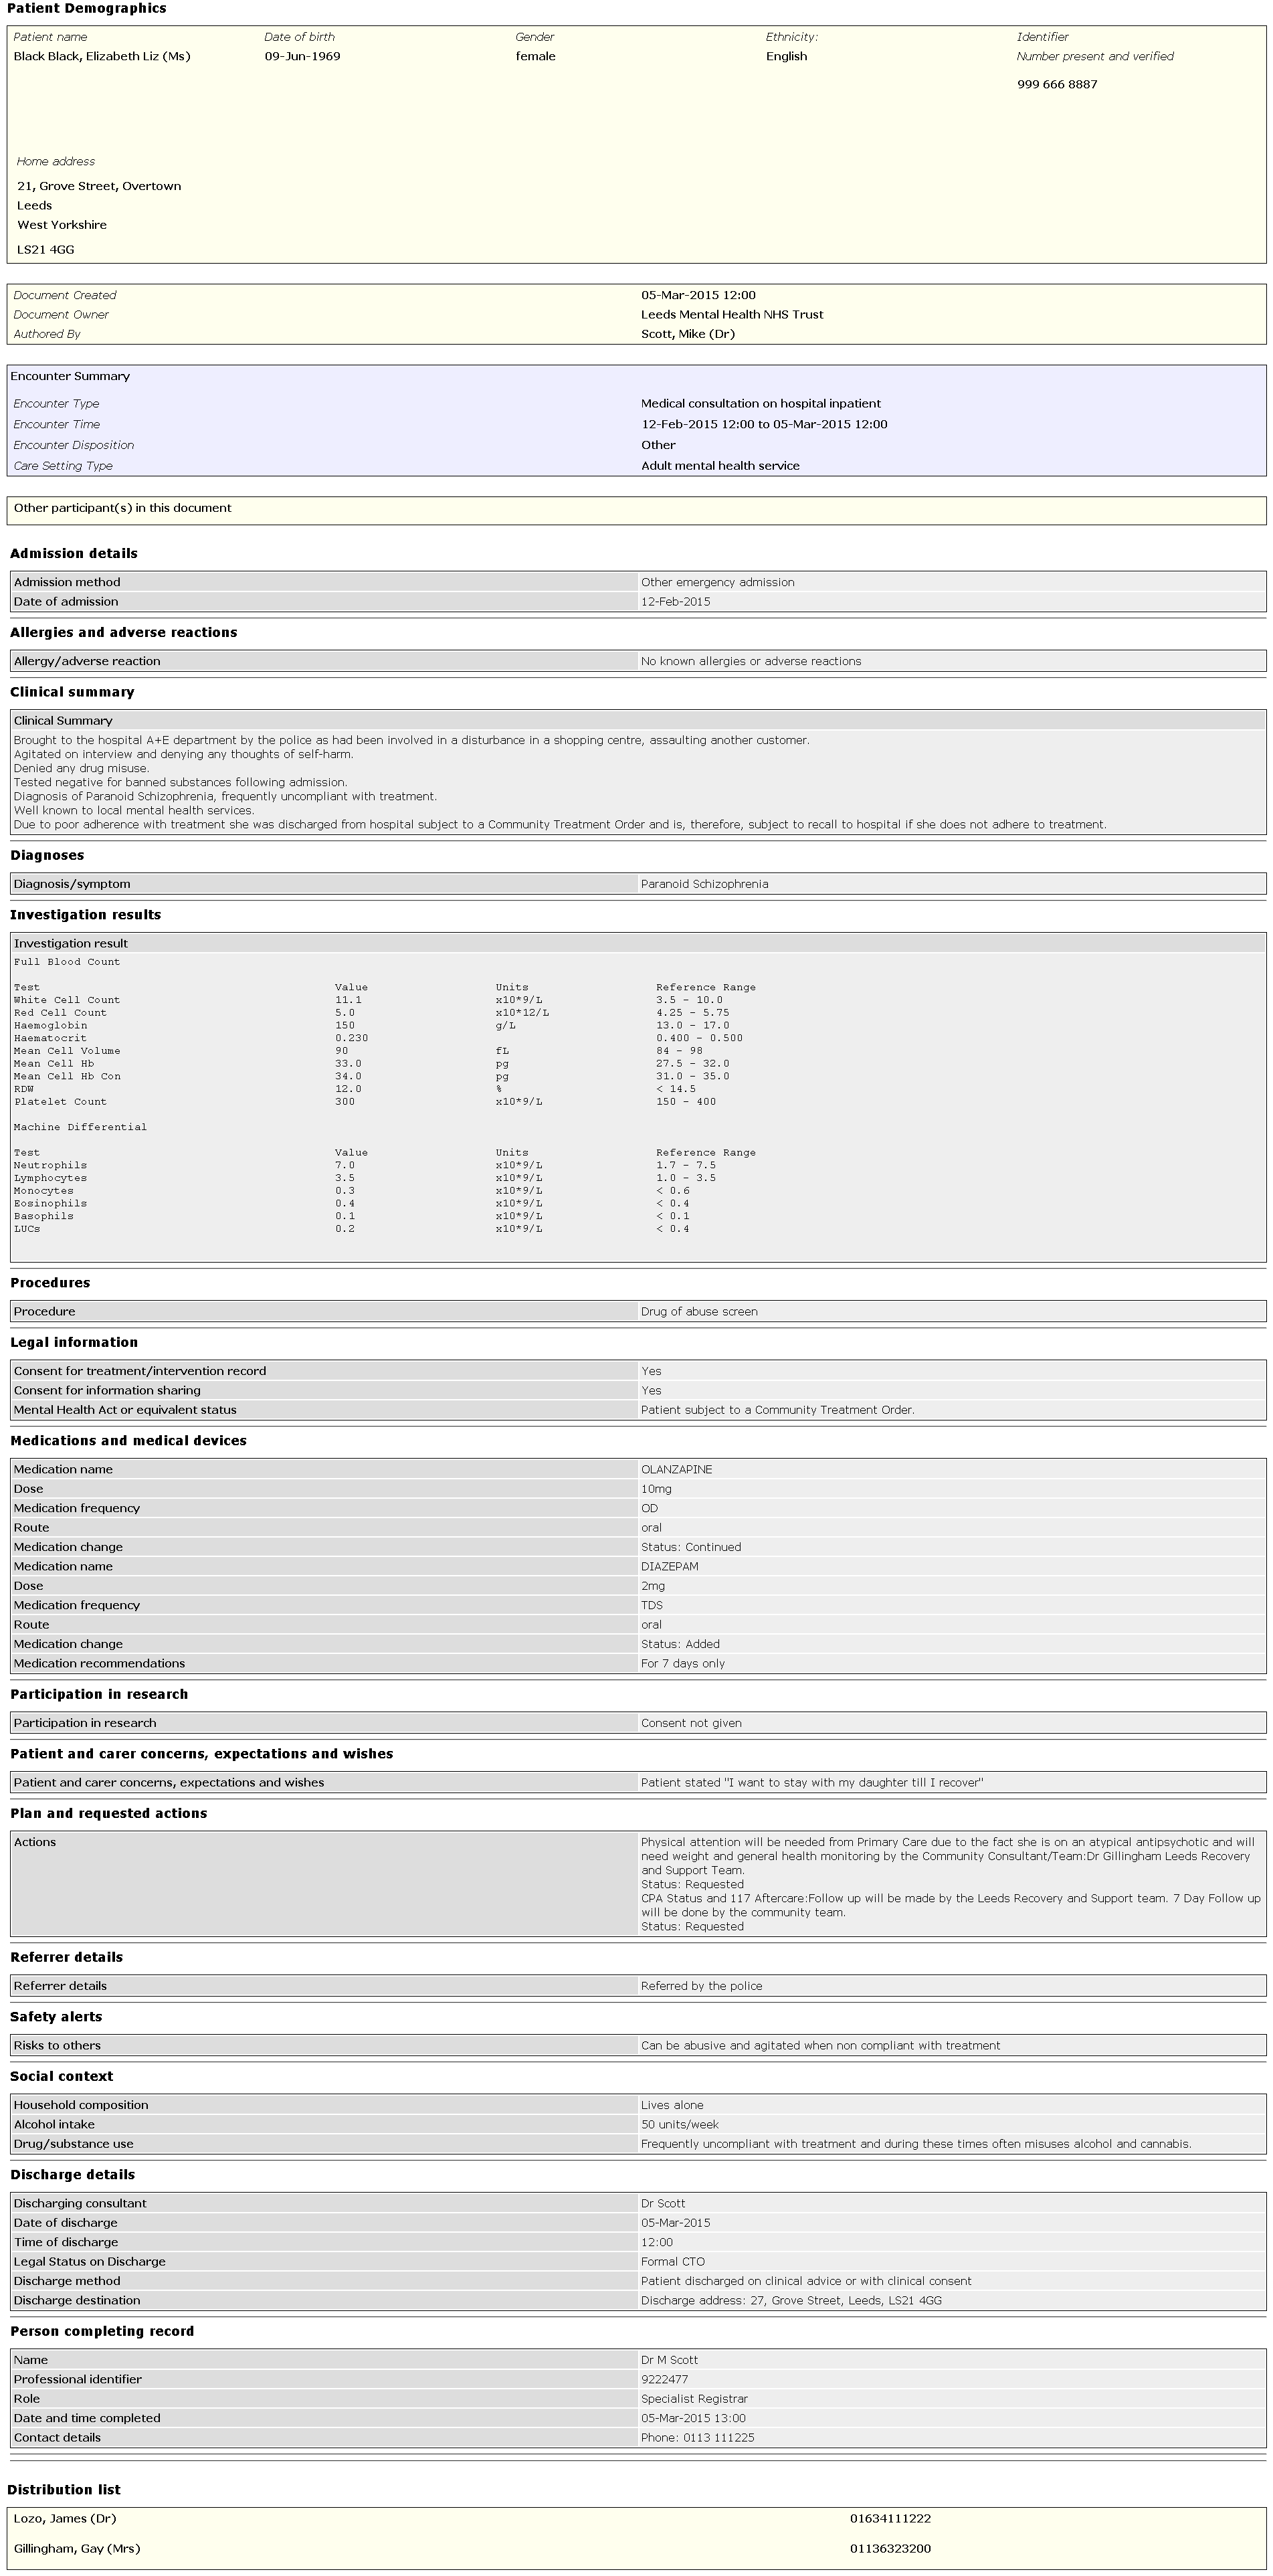 Patient Demographics
Patient name Date of birth Gender Ethnicity: Identifier
Black Black, Elizabeth Liz (Ms) 09-Jun-1969 female English Number present and verified
999 666 8887
Home address
21, Grove Street, Overtown
Leeds
West Yorkshire
LS21 4GG
Document Created 05-Mar-2015 12:00
Document Owner Leeds Mental Health NHS Trust
Authored By Scott, Mike (Dr)
Encounter Summary
Encounter Type Medical consultation on hospital inpatient
Encounter Time 12-Feb-2015 12:00 to 05-Mar-2015 12:00
Encounter Disposition Other
Care Setting Type Adult mental health service
Other participant(s) in this document
Admission details
Admission method Other emergency admission
Date of admission 12-Feb-2015
Allergies and adverse reactions
Allergy/adverse reaction No known allergies or adverse reactions
Clinical summary
Clinical Summary
Brought to the hospital A+E department by the police as had been involved in a disturbance in a shopping centre, assaulting another customer.
Agitated on interview and denying any thoughts of self-harm.
Denied any drug misuse.
Tested negative for banned substances following admission.
Diagnosis of Paranoid Schizophrenia, frequently uncompliant with treatment.
Well known to local mental health services.
Due to poor adherence with treatment she was discharged from hospital subject to a Community Treatment Order and is, therefore, subject to recall to hospital if she does not adhere to treatment.
Diagnoses
Diagnosis/symptom Paranoid Schizophrenia
Investigation results
Investigation result
Full Blood Count
Test Value Units Reference Range
White Cell Count 11.1 x10*9/L 3.5 - 10.0
Red Cell Count 5.0 x10*12/L 4.25 - 5.75
Haemoglobin 150 g/L 13.0 - 17.0
Haematocrit 0.230 0.400 - 0.500
Mean Cell Volume 90 fL 84 - 98
Mean Cell Hb 33.0 pg 27.5 - 32.0
Mean Cell Hb Con 34.0 pg 31.0 - 35.0
RDW 12.0 % < 14.5
Platelet Count 300 x10*9/L 150 - 400
Machine Differential
Test Value Units Reference Range
Neutrophils 7.0 x10*9/L 1.7 - 7.5
Lymphocytes 3.5 x10*9/L 1.0 - 3.5
Monocytes 0.3 x10*9/L < 0.6
Eosinophils 0.4 x10*9/L < 0.4
Basophils 0.1 x10*9/L < 0.1
LUCs 0.2 x10*9/L < 0.4
Procedures
Procedure Drug of abuse screen
Legal information
Consent for treatment/intervention record Yes
Consent for information sharing Yes
Mental Health Act or equivalent status Patient subject to a Community Treatment Order.
Medications and medical devices
Medication name OLANZAPINE
Dose 10mg
Medication frequency OD
Route oral
Medication change Status: Continued
Medication name DIAZEPAM
Dose 2mg
Medication frequency TDS
Route oral
Medication change Status: Added
Medication recommendations For 7 days only
Participation in research
Participation in research Consent not given
Patient and carer concerns, expectations and wishes
Patient and carer concerns, expectations and wishes Patient stated "I want to stay with my daughter till I recover"
Plan and requested actions
Actions Physical attention will be needed from Primary Care due to the fact she is on an atypical antipsychotic and will
need weight and general health monitoring by the Community Consultant/Team:Dr Gillingham Leeds Recovery
and Support Team.
Status: Requested
CPA Status and 117 Aftercare:Follow up will be made by the Leeds Recovery and Support team. 7 Day Follow up
will be done by the community team.
Status: Requested
Referrer details
Referrer details Referred by the police
Safety alerts
Risks to others Can be abusive and agitated when non compliant with treatment
Social context
Household composition Lives alone
Alcohol intake 50 units/week
Drug/substance use Frequently uncompliant with treatment and during these times often misuses alcohol and cannabis.
Discharge details
Discharging consultant Dr Scott
Date of discharge 05-Mar-2015
Time of discharge 12:00
Legal Status on Discharge Formal CTO
Discharge method Patient discharged on clinical advice or with clinical consent
Discharge destination Discharge address: 27, Grove Street, Leeds, LS21 4GG
Person completing record
Name Dr M Scott
Professional identifier 9222477
Role Specialist Registrar
Date and time completed 05-Mar-2015 13:00
Contact details Phone: 0113 111225
Distribution list
Lozo, James (Dr) 01634111222
Gillingham, Gay (Mrs) 01136323200